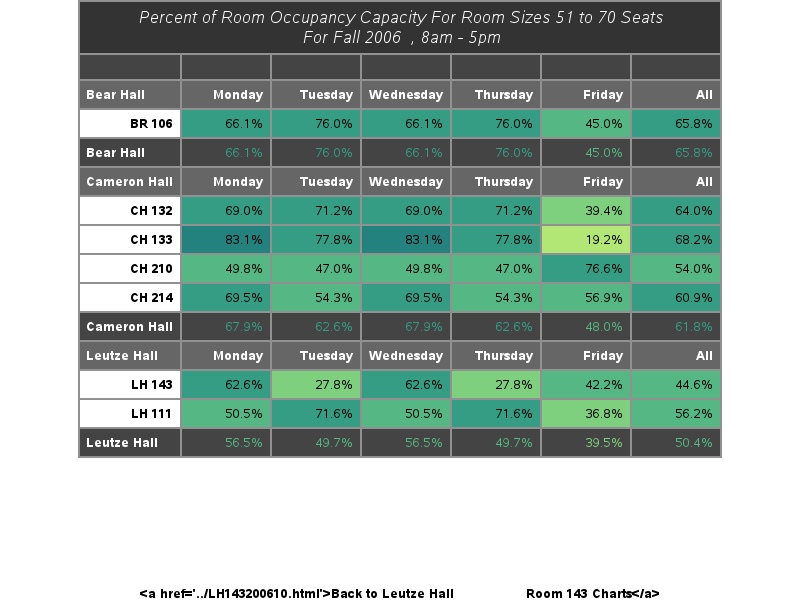 Percent of Room Occupancy Capacity For Room Sizes 51 to 70 Seats
For Fall 2006 , 8am - 5pm
Bear Hall Monday Tuesday Wednesday Thursday Friday All
BR 106 66.1% 76.0% 66.1% 76.0% 45.0% 65.8%
Bear Hall 66.1% 76.0% 66.1% 76.0% 45.0% 65.8%
Cameron Hall Monday Tuesday Wednesday Thursday Friday All
CH 132 69.0% 71.2% 69.0% 71.2% 39.4% 64.0%
CH 133 83.1% 77.8% 83.1% 77.8% 19.2% 68.2%
CH 210 49.8% 47.0% 49.8% 47.0% 76.6% 54.0%
CH 214 69.5% 54.3% 69.5% 54.3% 56.9% 60.9%
Cameron Hall 67.9% 62.6% 67.9% 62.6% 48.0% 61.8%
Leutze Hall Monday Tuesday Wednesday Thursday Friday All
LH 143 62.6% 27.8% 62.6% 27.8% 42.2% 44.6%
LH 111 50.5% 71.6% 50.5% 71.6% 36.8% 56.2%
Leutze Hall 56.5% 49.7% 56.5% 49.7% 39.5% 50.4%
<a href='../LH143200610.html'>Back to Leutze Hall Room 143 Charts</a>